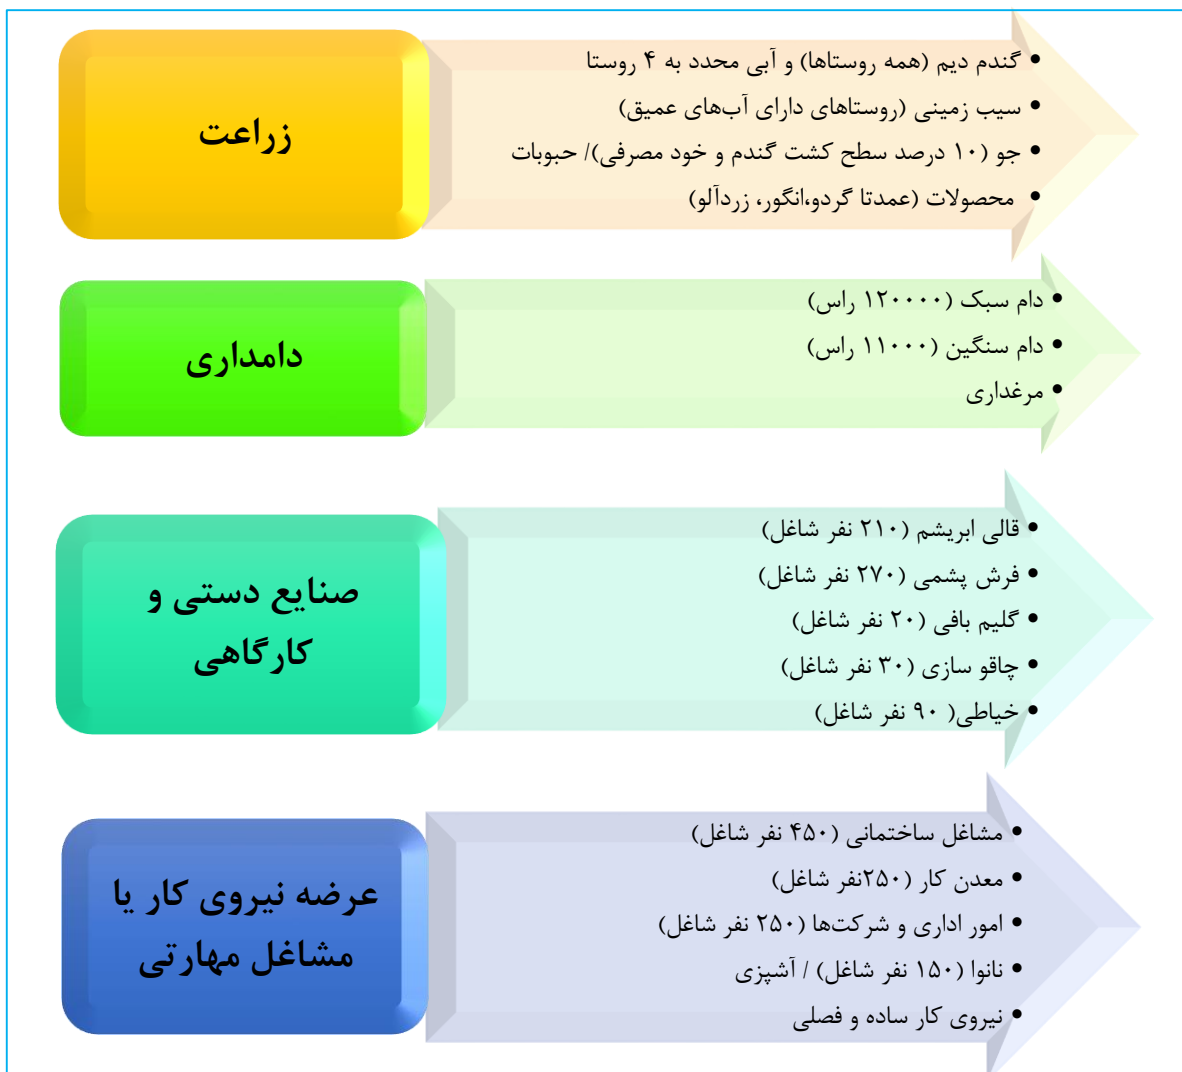 زراعت
• گندم دیم (همه روستاها) و آبی محدد به ۴ روستا
• سیب زمینی (روستاهای دارای آب‌های عمیق)
• جو (۱۰ درصد سطح کشت گندم و خود مصرفی)/ حبوبات
• محصولات (عمدتا گردو،انگور، زردآلو)
دامداری
• دام سبک (۱۲۰۰۰۰ راس)
• دام سنگین (۱۱۰۰۰ راس)
• مرغداری
صنایع دستی و
کارگاهی
• قالی ابریشم (۲۱۰ نفر شاغل)
• فرش پشمی (۲۷۰ نفر شاغل)
• گلیم بافی (۲۰ نفر شاغل)
• چاقو سازی (۳۰ نفر شاغل)
• خیاطی( ۹۰ نفر شاغل)
عرضه نیروی کار یا
مشاغل مهارتی
• مشاغل ساختمانی (۴۵۰ نفر شاغل)
• معدن کار (۲۵۰نفر شاغل)
• امور اداری و شرکت‌ها (۲۵۰ نفر شاغل)
• نانوا (۱۵۰ نفر شاغل) / آشپزی
• نیروی کار ساده و فصلی